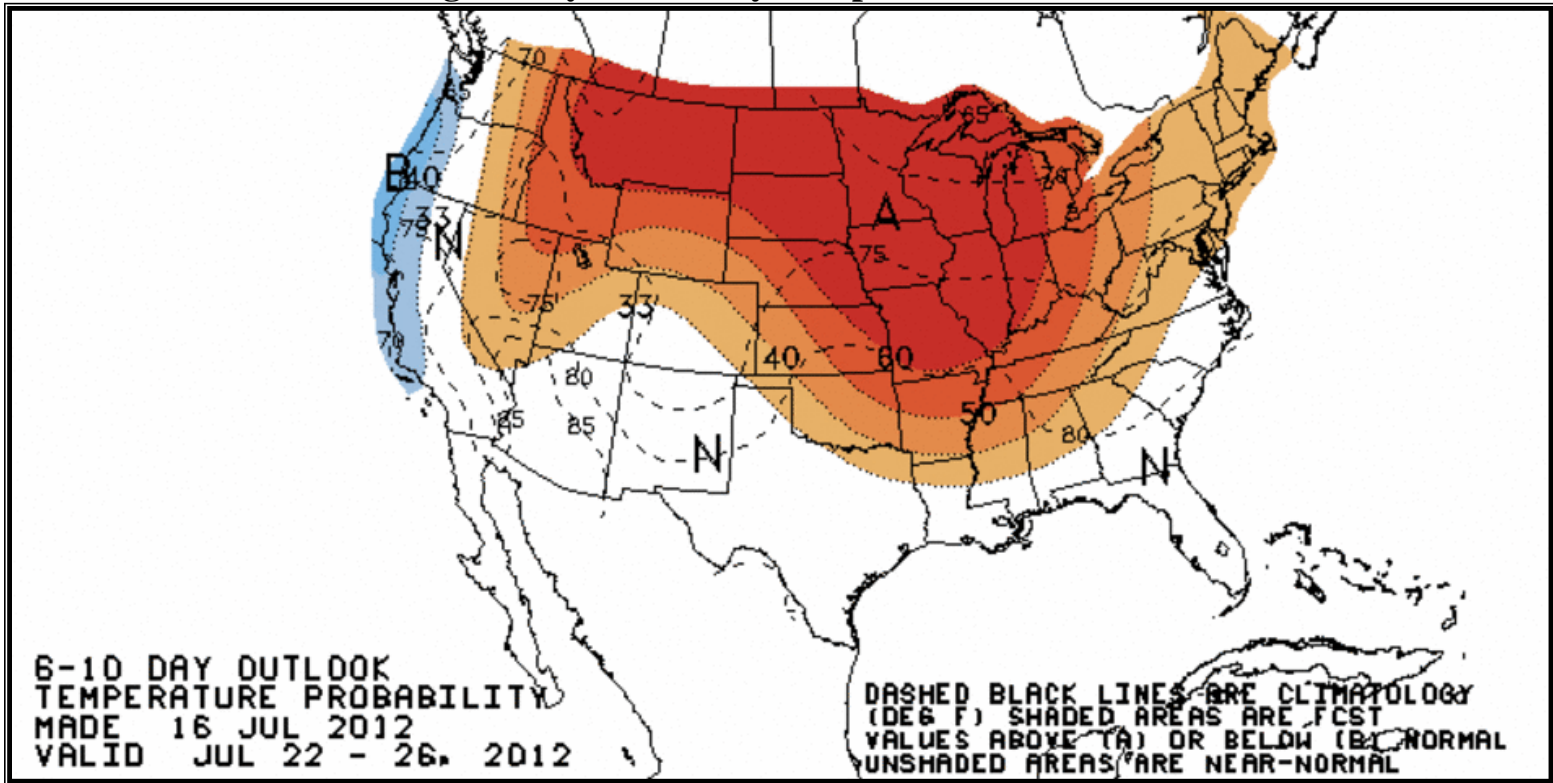 70
65
65
B
40
70
A
33
75
N
75
75
33
70
40
60
80
50
85
85
80
N
N
6-10 DAY OUTLOOK
TEMPERATURE PROBABILITY
MADE 16 JUL 2012
VALID JUL 22 - 26, 2012
DASHED BLACK LINES ARE CLIMATOLOGY
(DEG F) SHADED AREAS ARE FCST
VALUES ABOVE (A) OR BELOW (B) NORMAL
UNSHADED AREAS ARE NEAR-NORMAL